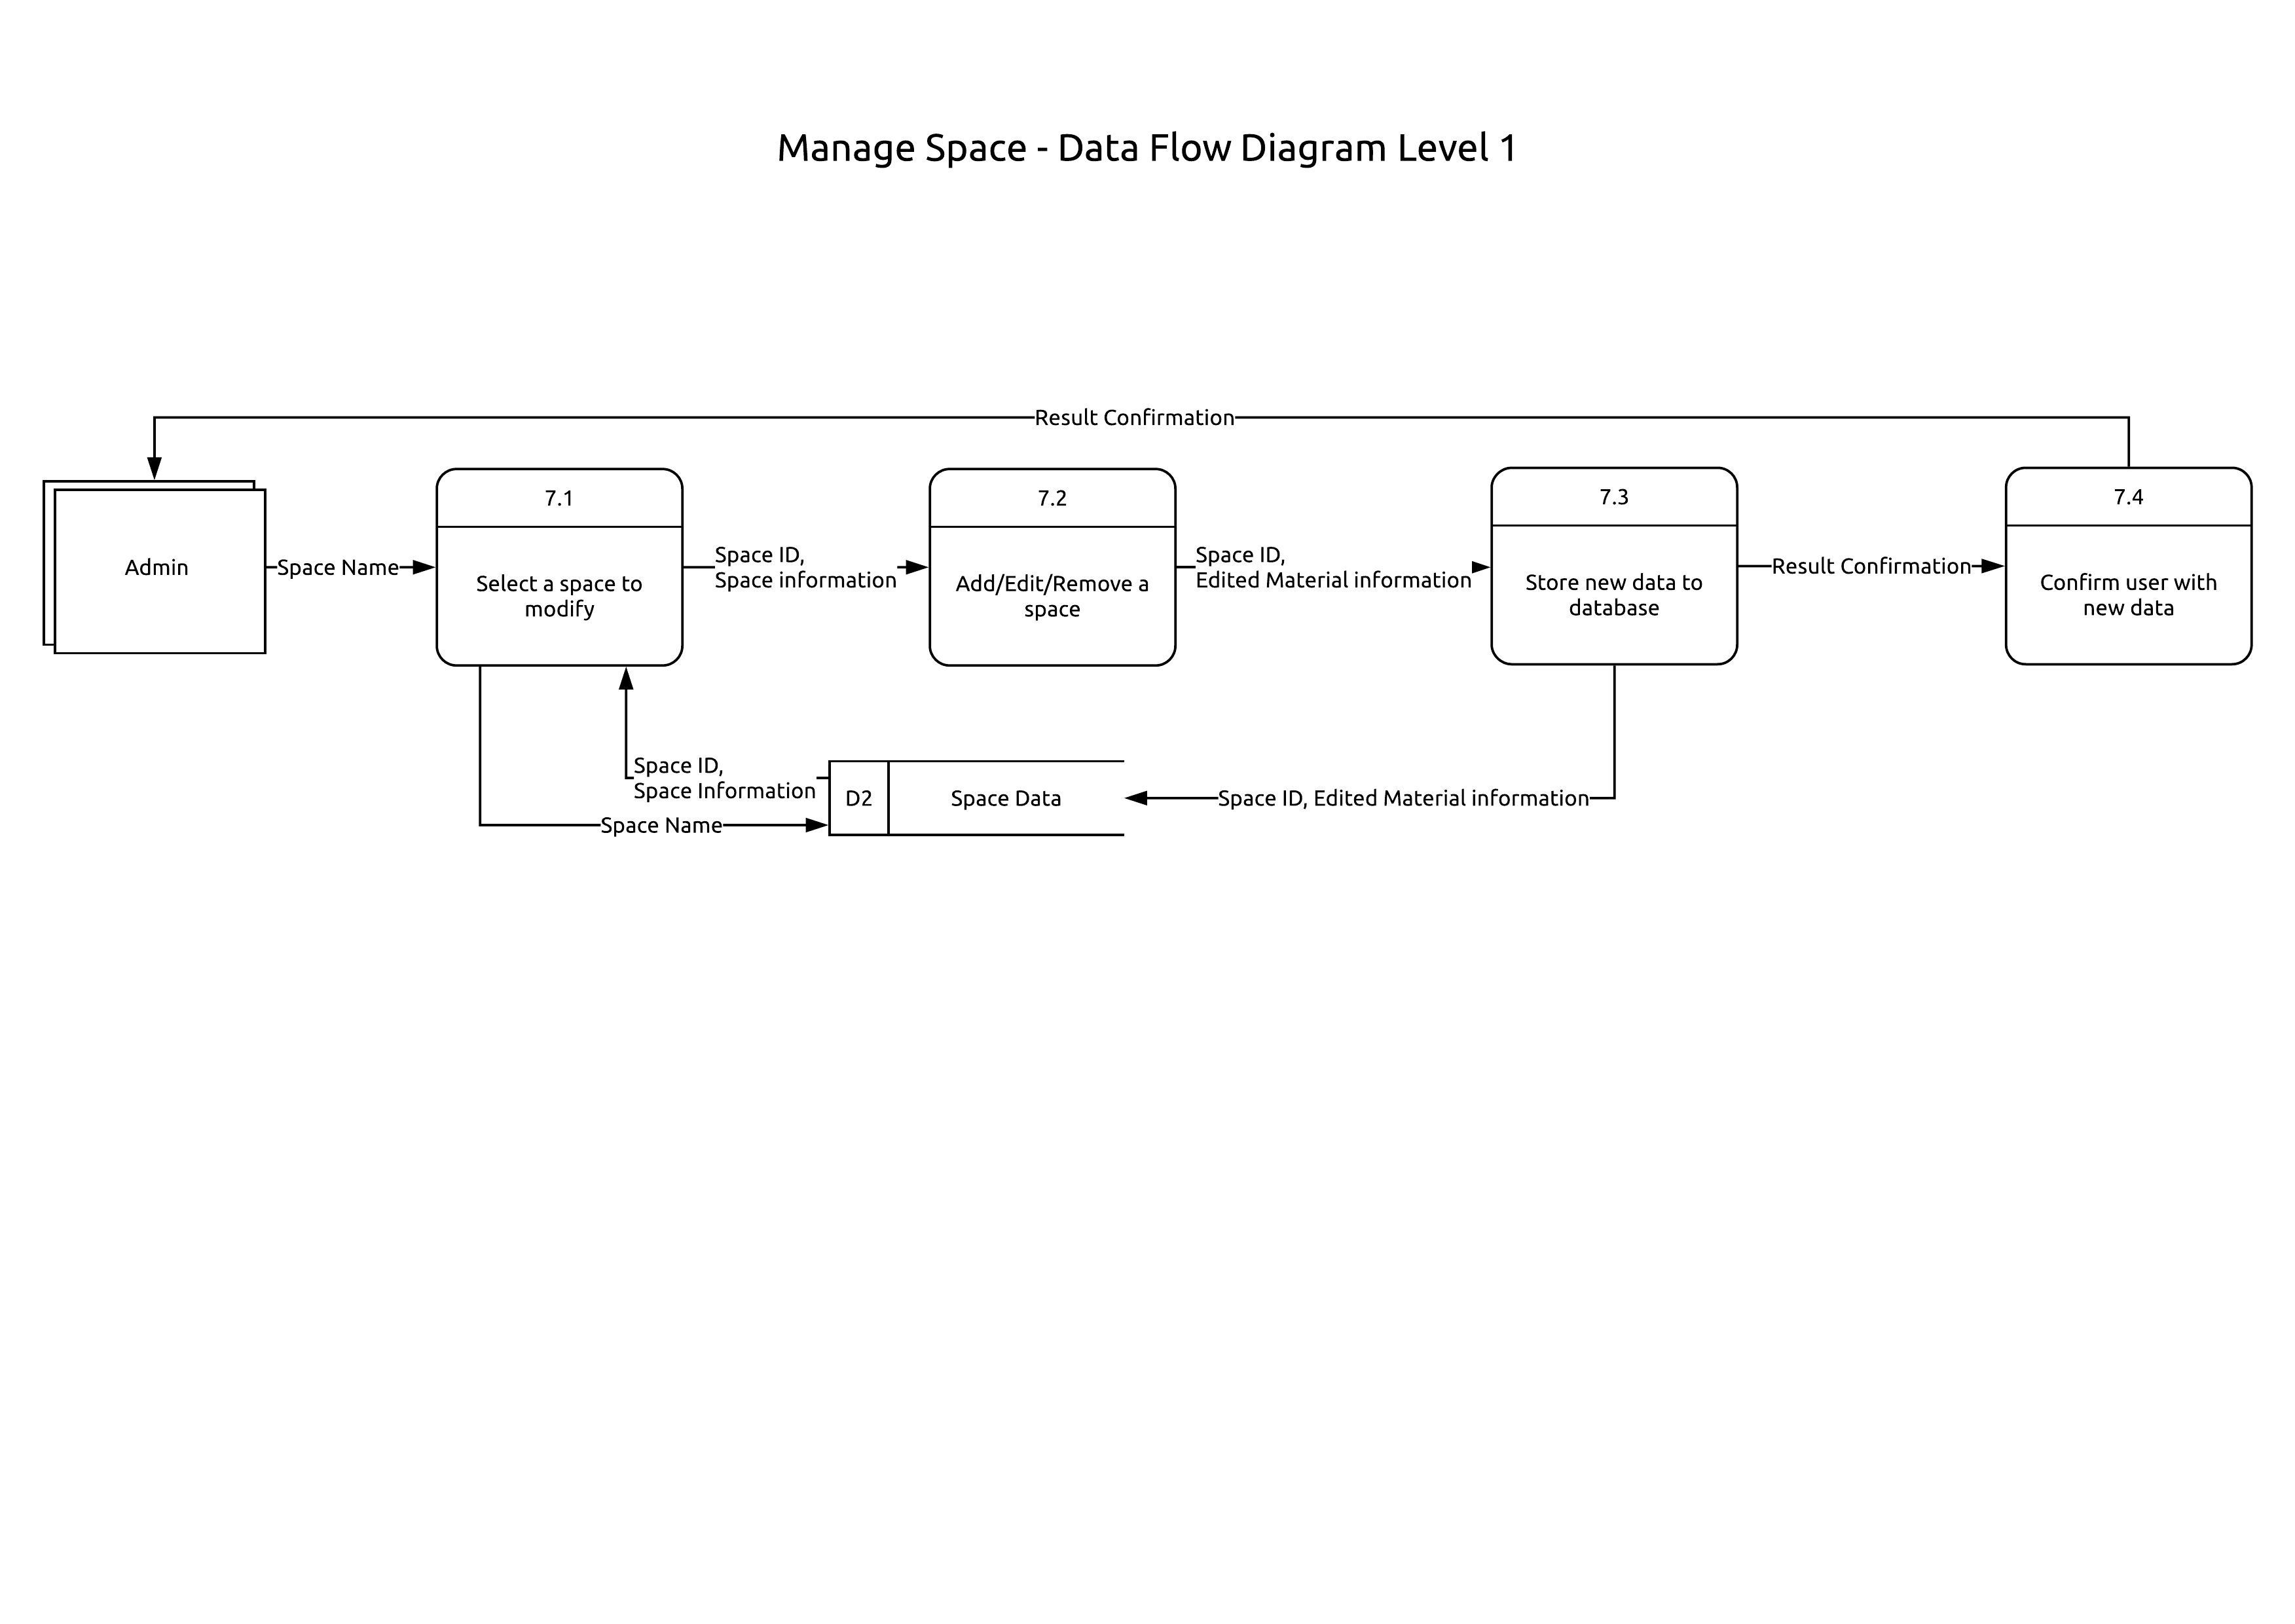 Manage Space - Data Flow Diagram Level 1
Result Confirmation
Admin
Space Name
7.1
Select a space to
modify
Space ID,
Space information
7.2
Add/Edit/Remove a
space
Space ID,
Edited Material information
7.3
Store new data to
database
Result Confirmation
7.4
Confirm user with
new data
Space ID,
Space Information
Space Name
D2
Space Data
Space ID, Edited Material information